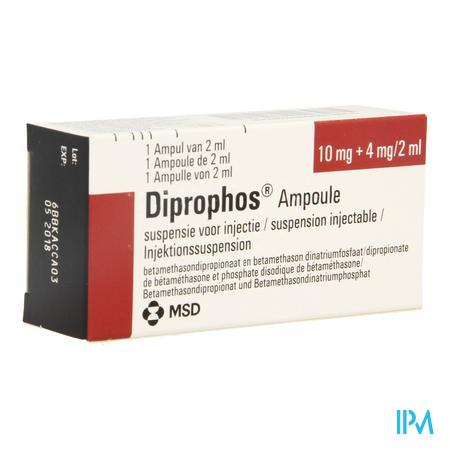 Lot:
EXP:
6BBKACCA03
05 2018
1 Ampul van 2 ml
1 Ampoule de 2 ml
1 Ampulle von 2 ml
10 mg + 4 mg/2 ml
Diprophos® Ampoule
suspensie voor injectie / suspension injectable /
Injektionssuspension
betamethasondipropionaat en betamethason dinatriumfosfaat/dipropionate
de bétaméthasone et phosphate disodique de bétaméthasone/
Betamethasondipropionat und Betamethasondinatriumphosphat
MSD
IPM